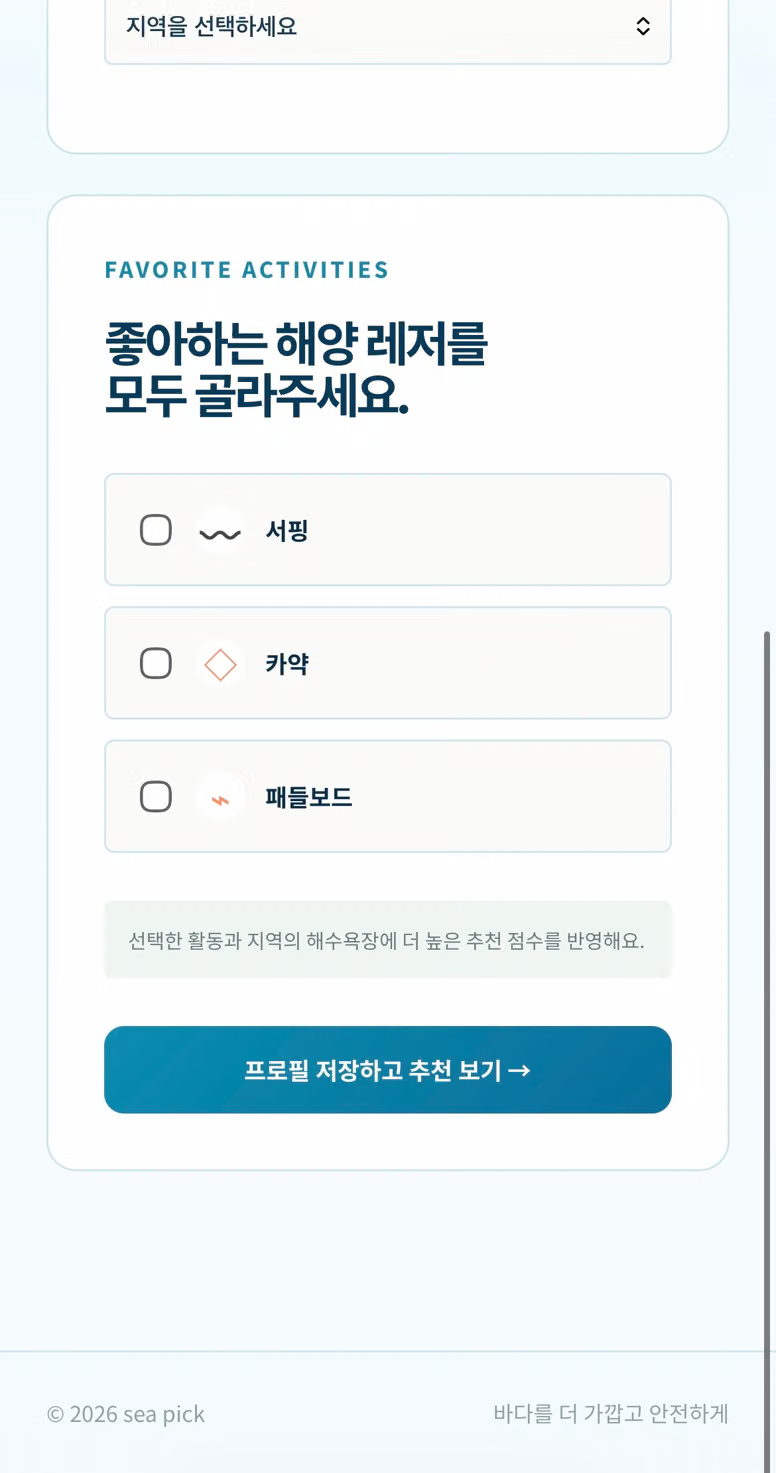 지역을 선택하세요
FAVORITE ACTIVITIES
좋아하는 해양 레저를
모두 골라주세요.
서핑
카약
패들보드
선택한 활동과 지역의 해수욕장에 더 높은 추천 점수를 반영해요.
프로필 저장하고 추천 보기 →
© 2026 sea pick
바다를 더 가깝고 안전하게